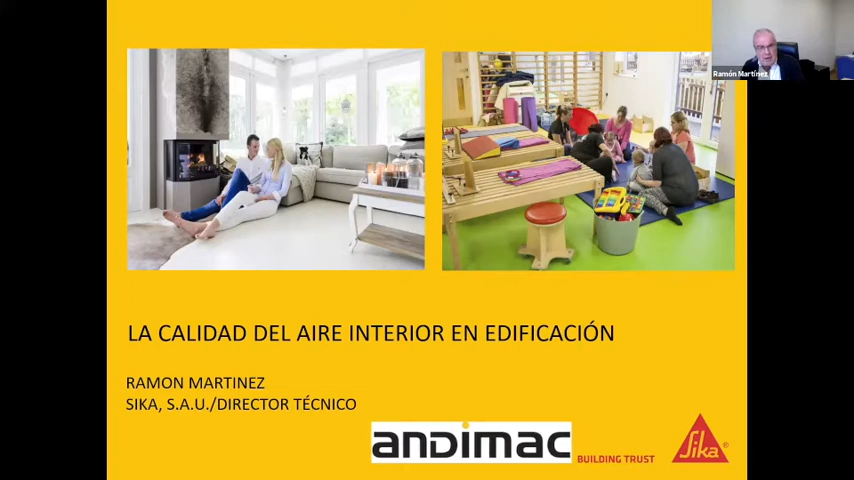 Ramón Martínez
LA CALIDAD DEL AIRE INTERIOR EN EDIFICACIÓN
RAMON MARTINEZ
SIKA, S.A.U./DIRECTOR TÉCNICO
andimac
BUILDING TRUST
Sika®